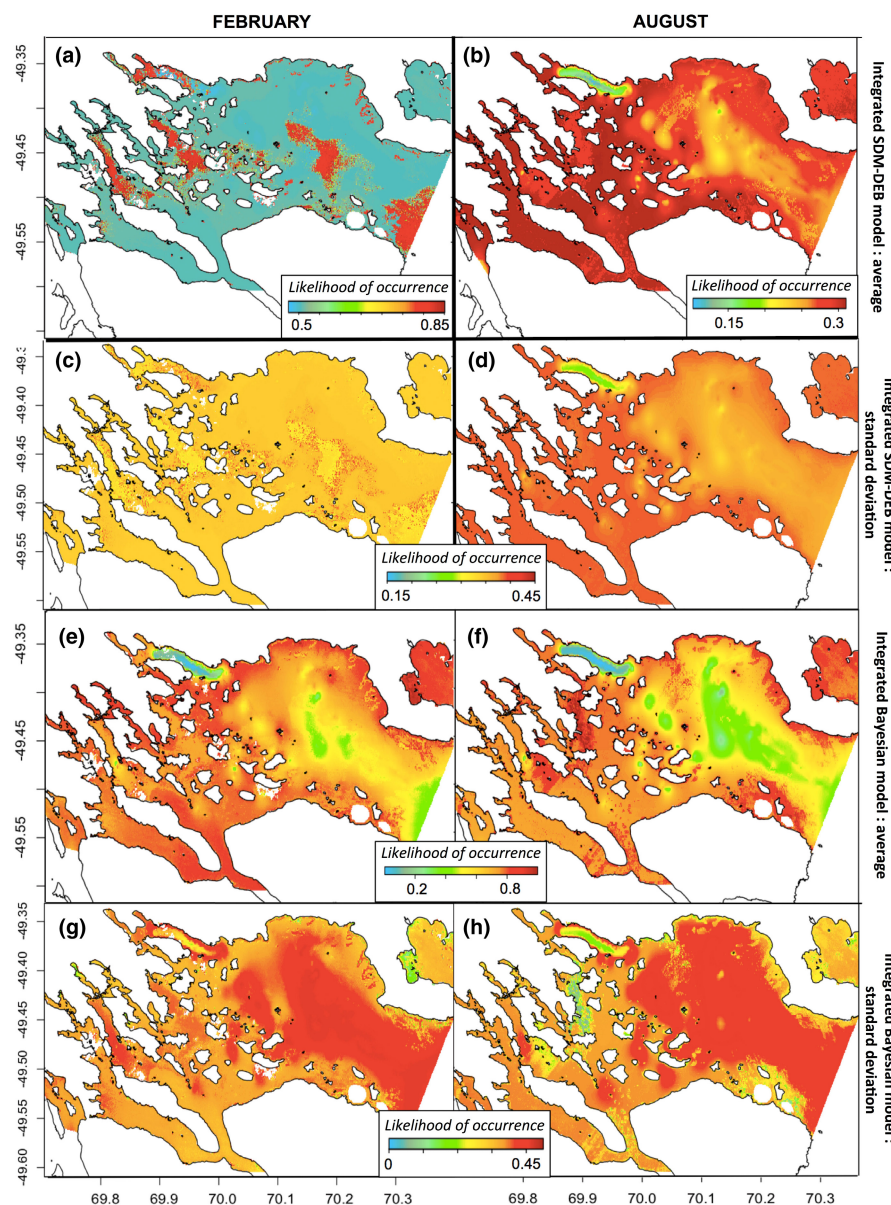 FEBRUARY
AUGUST
(a)
(b)
-49.35
-49.45
-49.55
Likelihood of occurrence
0.5
0.85
Likelihood of occurrence
0.15
0.3
Integrated SDM-DEB model : average
(c)
(d)
-49.40
-49.45
-49.50
-49.55
Likelihood of occurrence
0.15
0.45
standard deviation
(e)
(f)
-49.35
-49.45
-49.55
Likelihood of occurrence
0.2
0.8
Integrated Bayesian model : average
(g)
(h)
-49.35
-49.40
-49.45
-49.50
-49.55
-49.60
Likelihood of occurrence
0
0.45
standard deviation
69.8
69.9
70.0
70.1
70.2
70.3
69.8
69.9
70.0
70.1
70.2
70.3